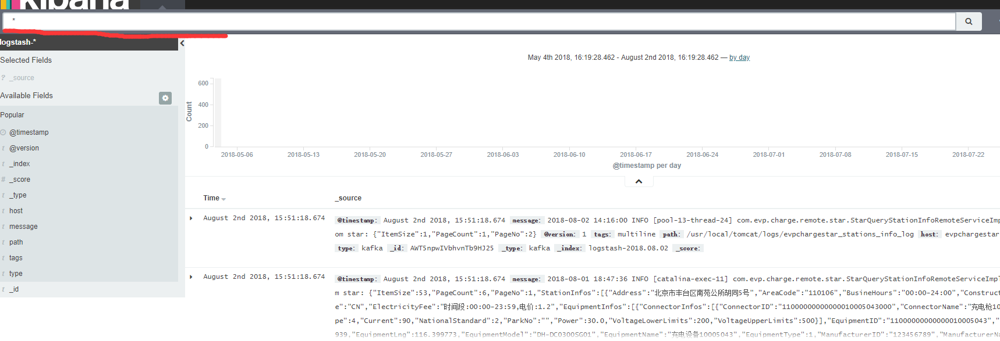 kibana
*
logstash-*
May 4th 2018, 16:19:28.462 - August 2nd 2018, 16:19:28.462 — by day
Selected Fields
? _source
Available Fields
Popular
@timestamp
t @version
t _index
# _score
t _type
t host
t message
t path
t tags
t type
t _id
Count
600
400
200
0
2018-05-06 2018-05-13 2018-05-20 2018-05-27 2018-06-03 2018-06-10 2018-06-17 2018-06-24 2018-07-01 2018-07-08 2018-07-15 2018-07-22
@timestamp per day
Time _source
August 2nd 2018, 15:51:18.674 @timestamp: August 2nd 2018, 15:51:18.674 message: 2018-08-02 14:16:00 INFO [pool-13-thread-24] com.evp.charge.remote.star.StarQueryStationInfoRemoteServiceImp
om star: {"ItemSize":1,"PageCount":1,"PageNo":2} @version: 1 tags: multiline path: /usr/local/tomcat/logs/evpchargestar_stations_info_log host: evpchargestar
type: kafka _id: AWT5npwIVbhvnTb9HJ25 _type: kafka _index: logstash-2018.08.02 _score:
August 2nd 2018, 15:51:18.674 @timestamp: August 2nd 2018, 15:51:18.674 message: 2018-08-01 18:47:36 INFO [catalina-exec-11] com.evp.charge.remote.star.StarQueryStationInfoRemoteServiceImpl
m star: {"ItemSize":53,"PageCount":6,"PageNo":1,"StationInfos":[{"Address":"北京市丰台区南苑公所胡同5号","AreaCode":"110106","BusineHours":"00:00-24:00","Construct
e":"CN","ElectricityFee":"时间段:00:00-23:59,电价:1.2","EquipmentInfos":[{"ConnectorInfos":[{"ConnectorID":"11000000000000010005043000","ConnectorName":"充电枪10
pe":4,"Current":90,"NationalStandard":2,"ParkNo":"","Power":30.0,"VoltageLowerLimits":200,"VoltageUpperLimits":500}],"EquipmentID":"11000000000000010005043","
939,"EquipmentLng":116.399773,"EquipmentModel":"DH-DC0300SG01","EquipmentName":"充电设备10005043","EquipmentType":1,"ManufacturerID":"123456789","ManufacturerNa